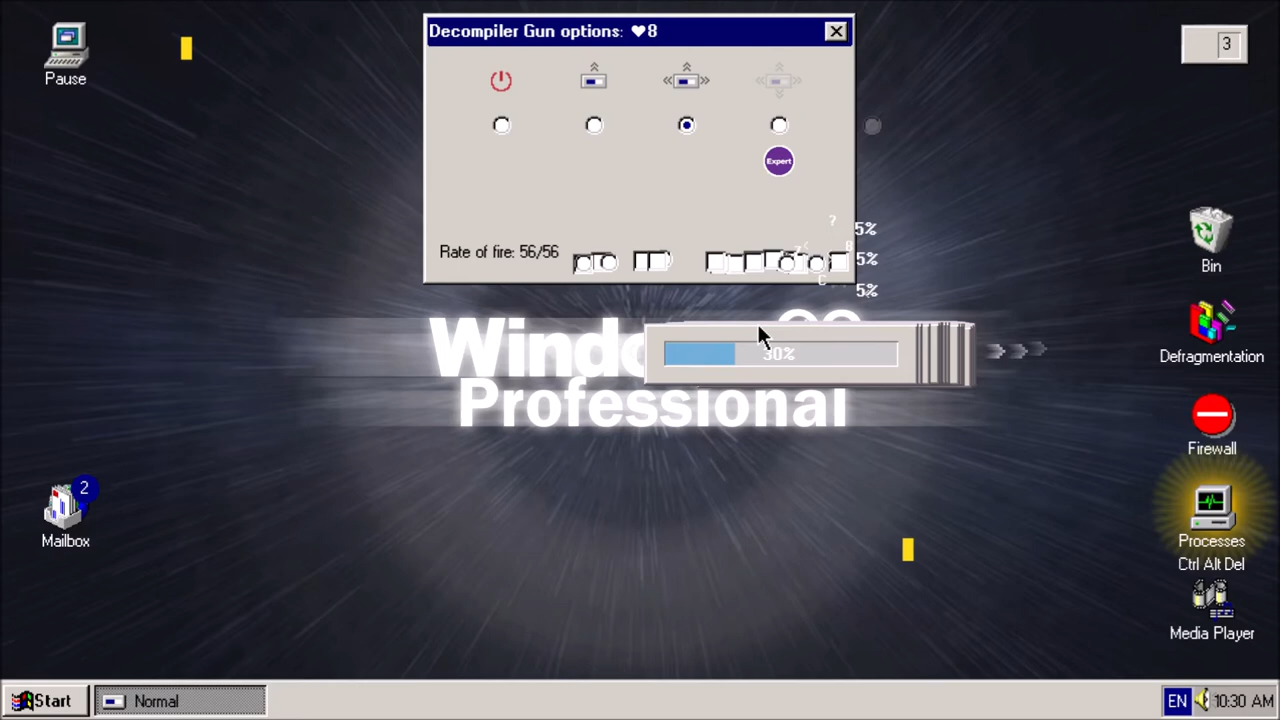 Decompiler Gun options: ♥8
3
Pause
Expert
?
5%
Rate of fire: 56/56
5%
5%
Bin
30%
Defragmentation
Professional
Firewall
2
Mailbox
Processes
Ctrl Alt Del
Media Player
Start
Normal
EN
10:30 AM